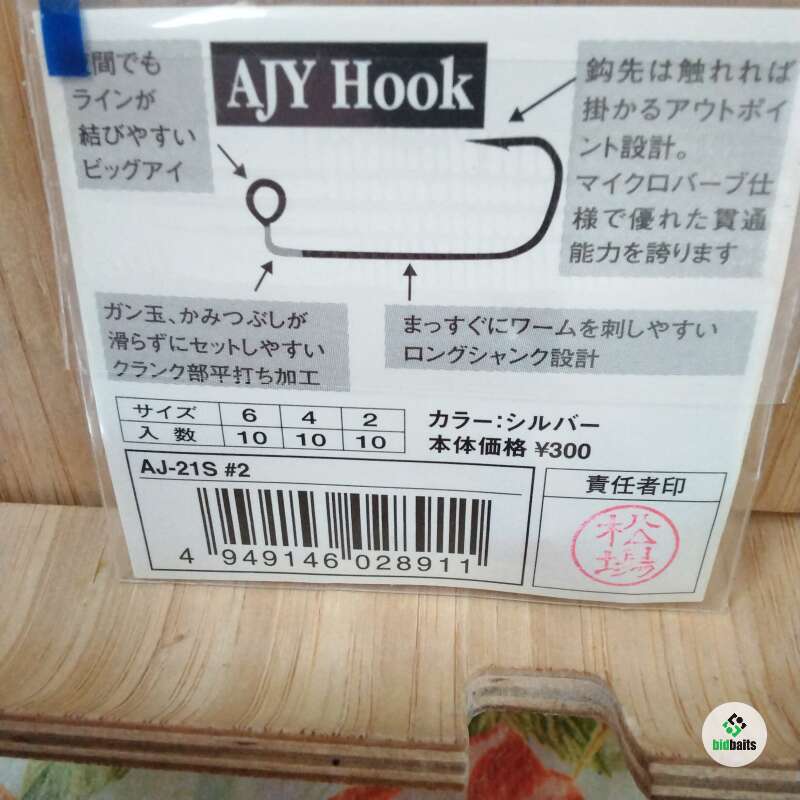 間でも
ラインが
結びやすい
ビッグアイ
AJY Hook
鈎先は触れれば
掛かるアウトポイ
ント設計。
マイクロバーブ仕
様で優れた貫通
能力を誇ります
ガン玉、かみつぶしが
滑らずにセットしやすい
クランク部平打ち加工
まっすぐにワームを刺しやすい
ロングシャンク設計
サイズ 6 4 2
入数 10 10 10
カラー:シルバー
本体価格 ¥300
AJ-21S #2
4 949146 028911
責任者印
bidbaits